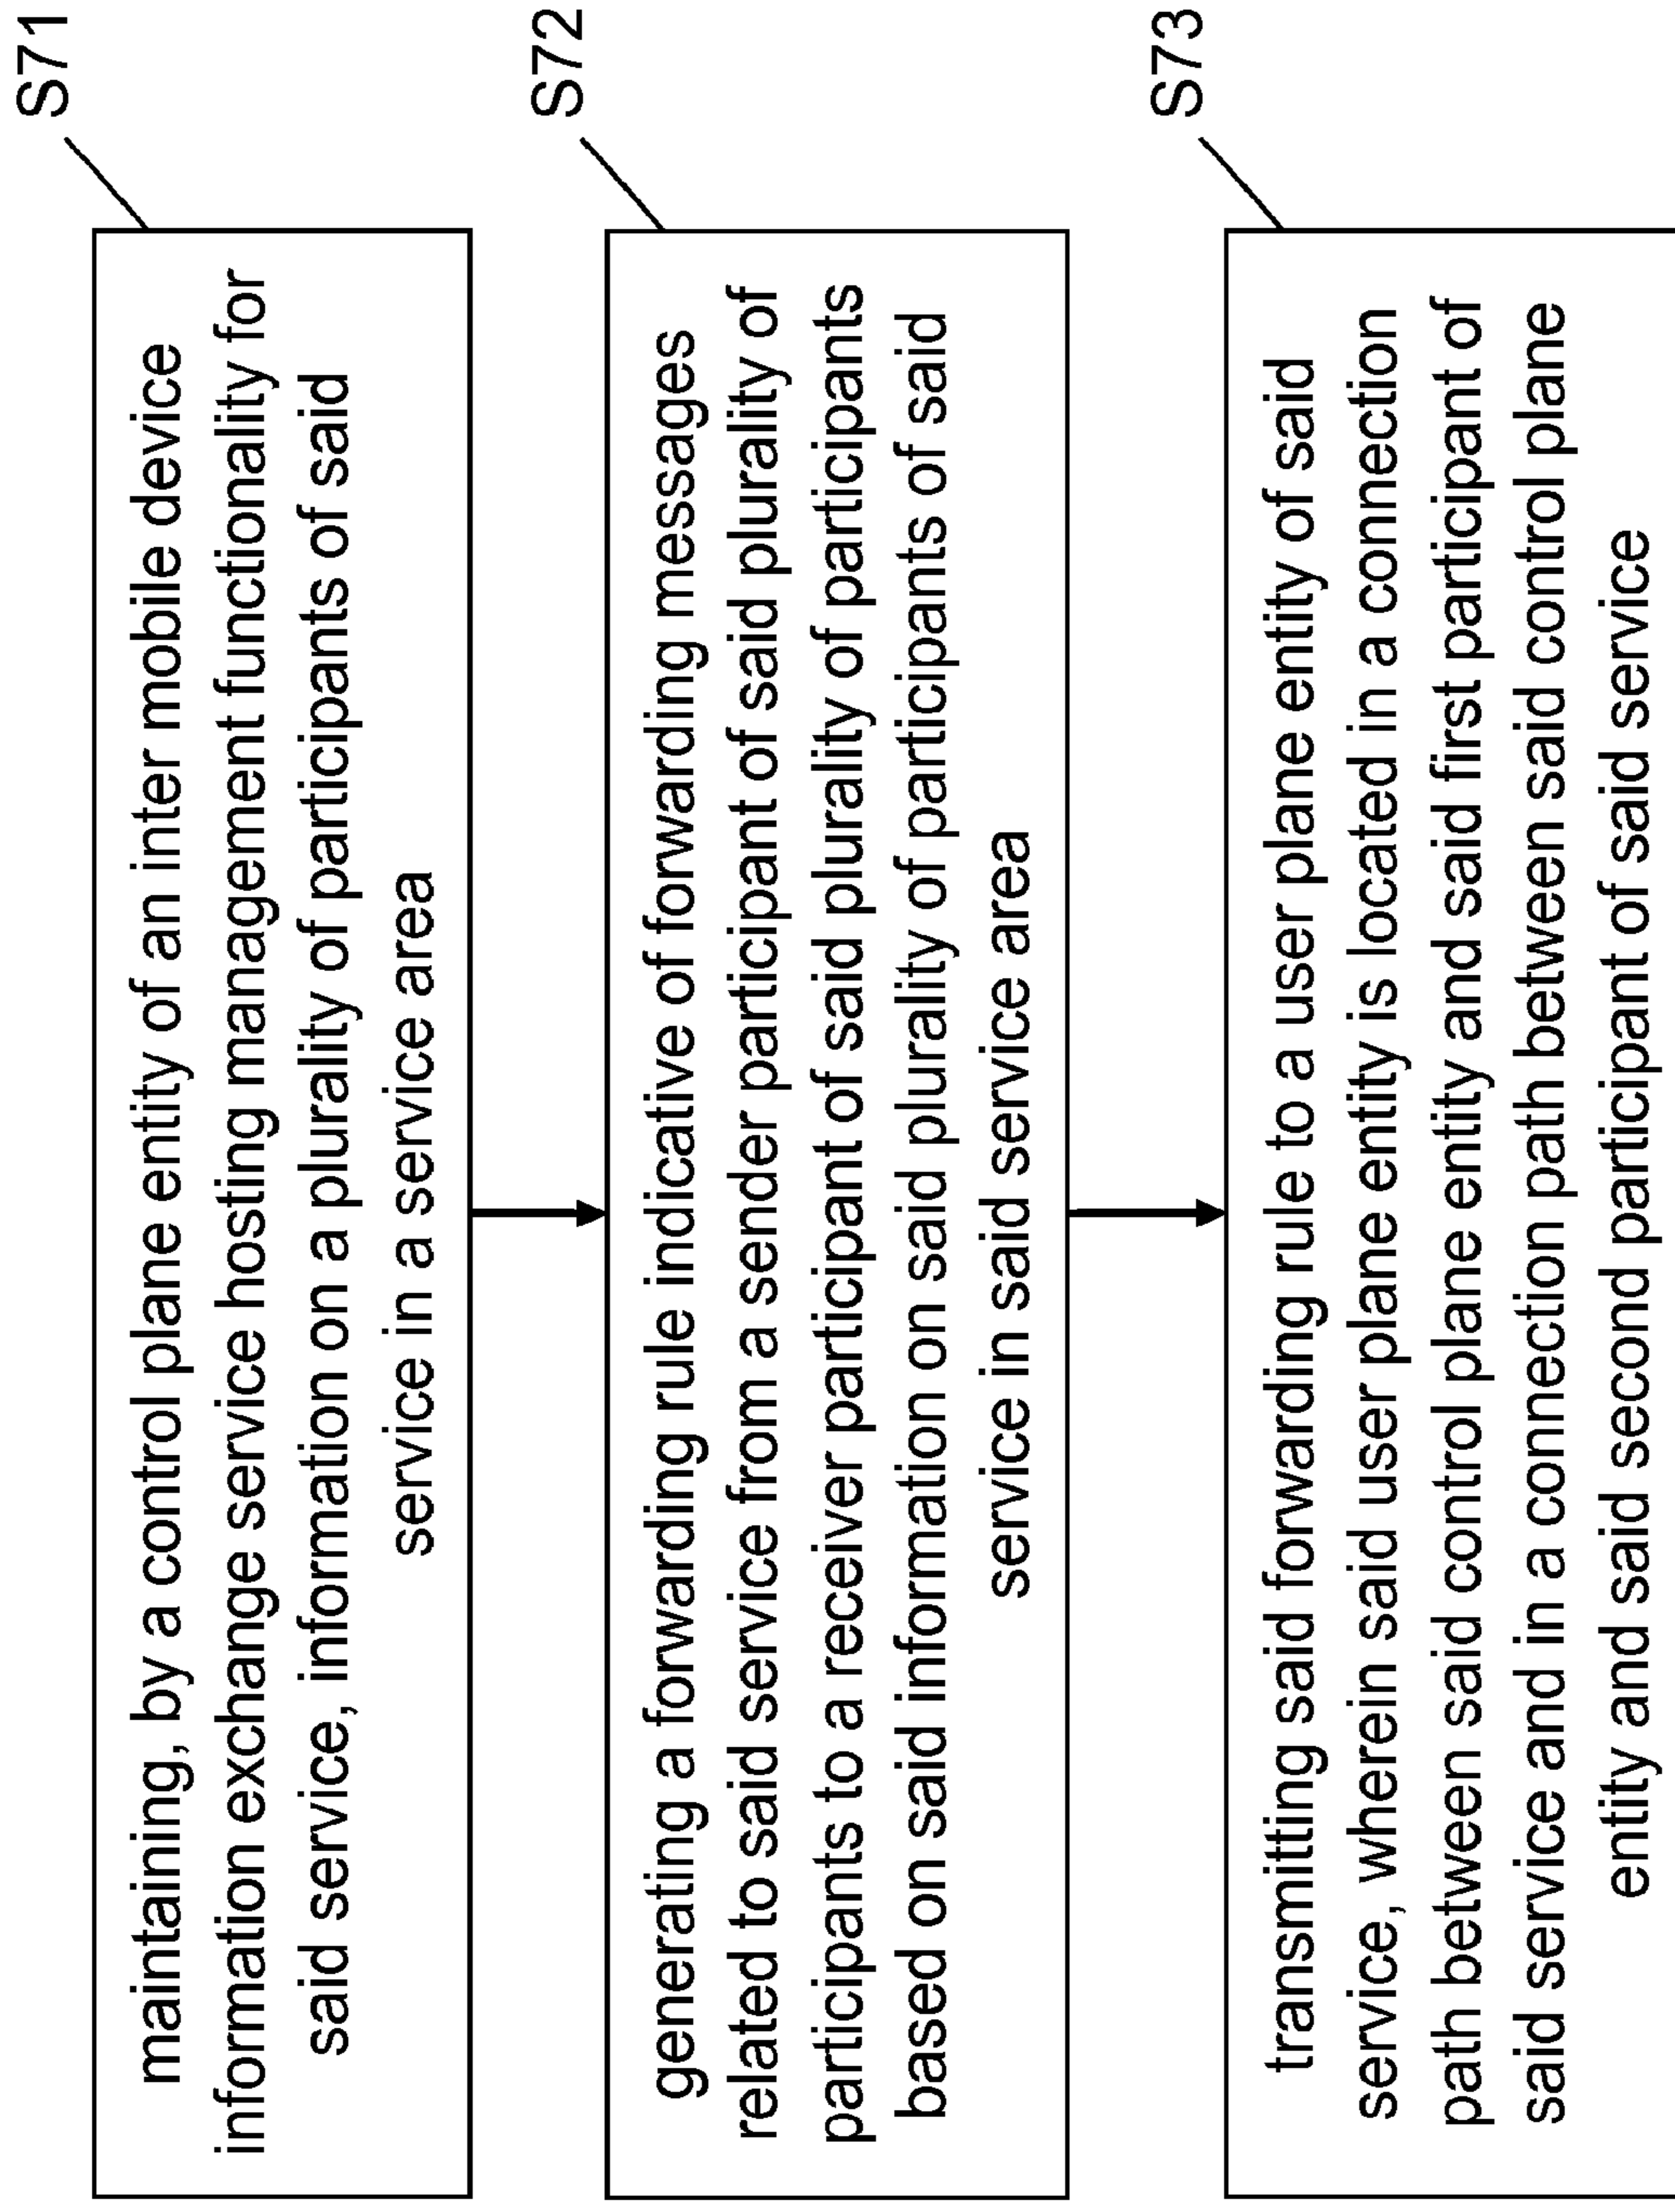 S71
maintaining, by a control plane entity of an inter mobile device
information exchange service hosting management functionality for
said service, information on a plurality of participants of said
service in a service area
S72
generating a forwarding rule indicative of forwarding messages
related to said service from a sender participant of said plurality of
participants to a receiver participant of said plurality of participants
based on said information on said plurality of participants of said
service in said service area
S73
transmitting said forwarding rule to a user plane entity of said
service, wherein said user plane entity is located in a connection
path between said control plane entity and said first participant of
said service and in a connection path between said control plane
entity and said second participant of said service